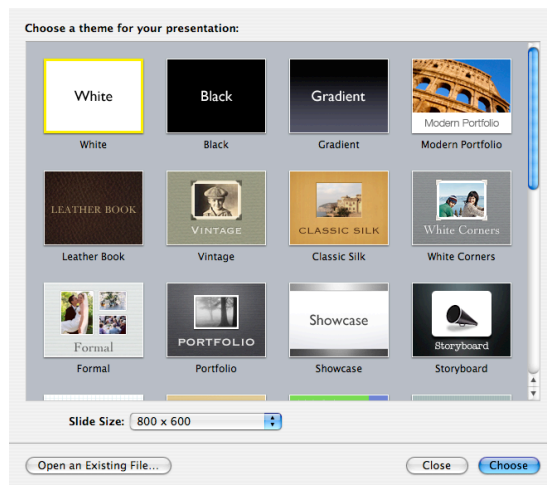 Choose a theme for your presentation:
White
Black
Gradient
Modern Portfolio
White
Black
Gradient
Modern Portfolio
LEATHER BOOK
VINTAGE
CLASSIC SILK
White Corners
Leather Book
Vintage
Classic Silk
White Corners
Formal
PORTFOLIO
Showcase
Storyboard
Formal
Portfolio
Showcase
Storyboard
Slide Size: 800 x 600
Open an Existing File...
Close
Choose